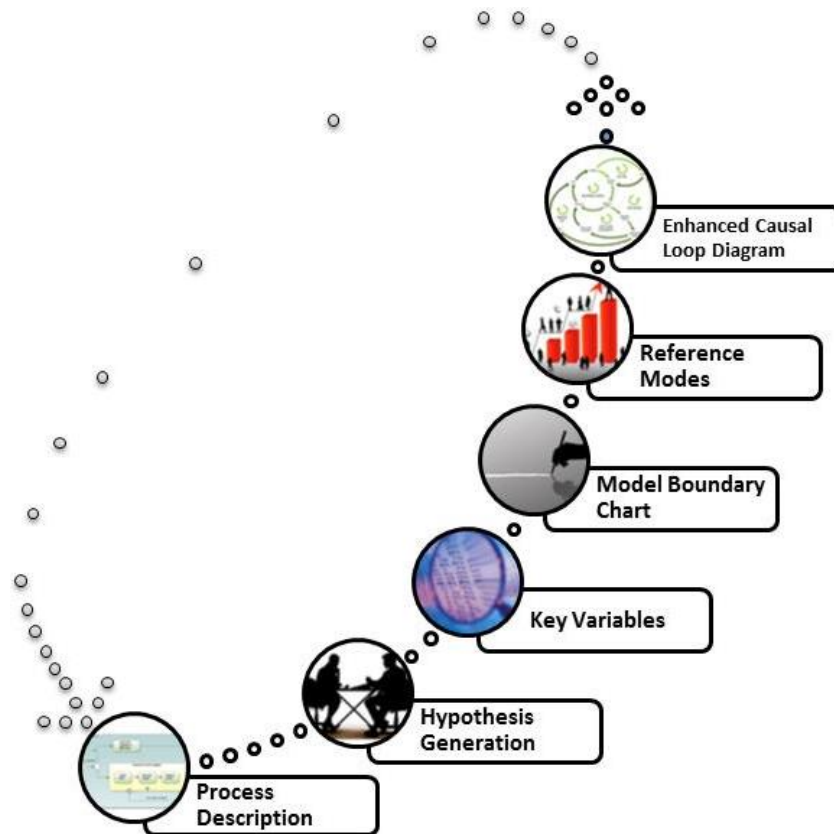 Enhanced Causal
Loop Diagram
Reference
Modes
Model Boundary
Chart
Key Variables
Hypothesis
Generation
Process
Description